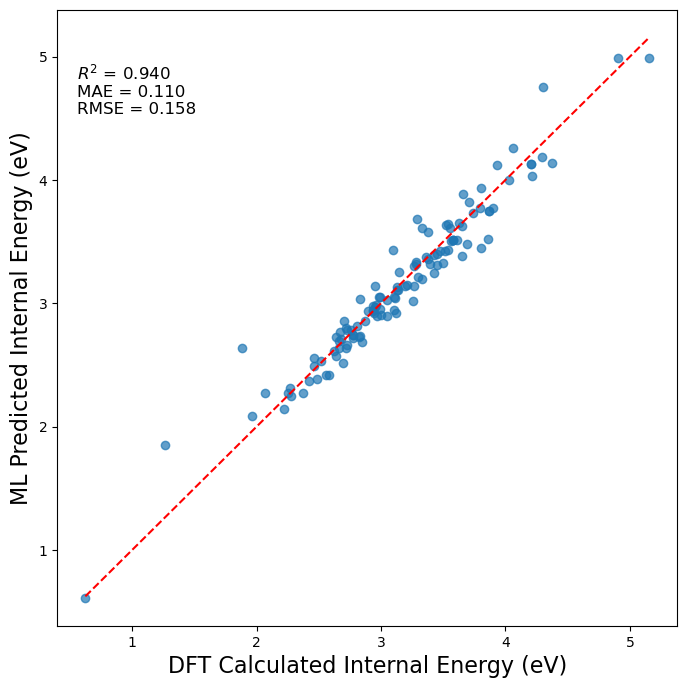 R² = 0.940
MAE = 0.110
RMSE = 0.158
ML Predicted Internal Energy (eV)
5
4
3
2
1
1 2 3 4 5
DFT Calculated Internal Energy (eV)